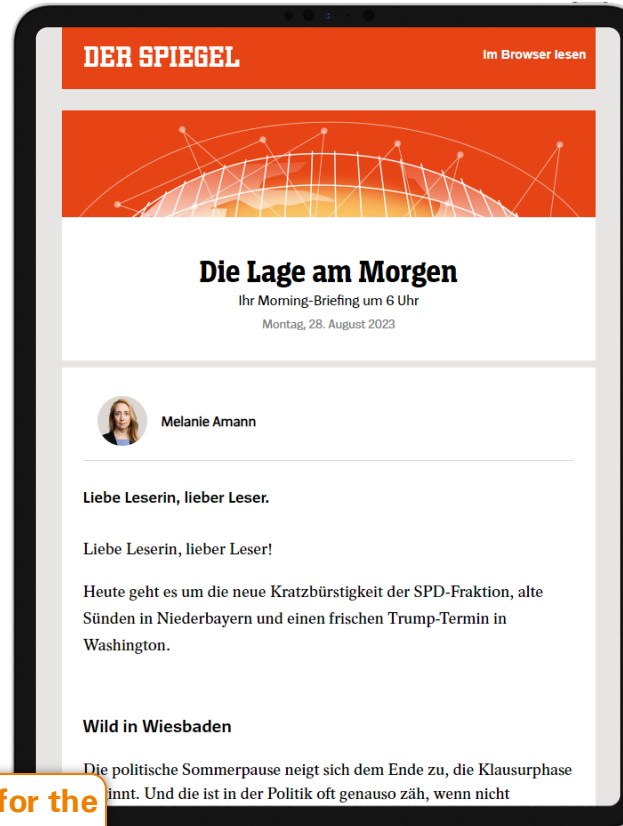 DER SPIEGEL
Im Browser lesen
Die Lage am Morgen
Ihr Morning-Briefing um 6 Uhr
Montag, 28. August 2023
Melanie Amann
Liebe Leserin, lieber Leser.
Liebe Leserin, lieber Leser!
Heute geht es um die neue Kratzbürstigkeit der SPD-Fraktion, alte
Sünden in Niederbayern und einen frischen Trump-Termin in
Washington.
Wild in Wiesbaden
Die politische Sommerpause neigt sich dem Ende zu, die Klausurphase
innt. Und die ist in der Politik oft genauso zäh, wenn nicht
for the